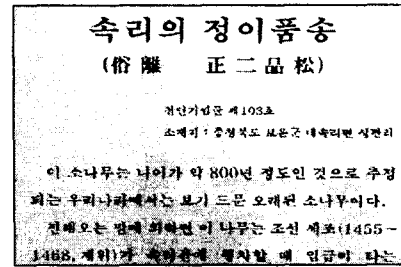 속리의 정이품송
(俗離 正二品松)
천연기념물 제103호
소재지 : 충청북도 보은군 내속리면 상판리
이 소나무는 나이가 약 800년 정도인 것으로 추정
되는 우리나라에서는 보기 드문 오래된 소나무이다.
전해오는 말에 의하면 이 나무는 조선 세조(1455~
1468, 재위)가 행차할 때 임금이 타는